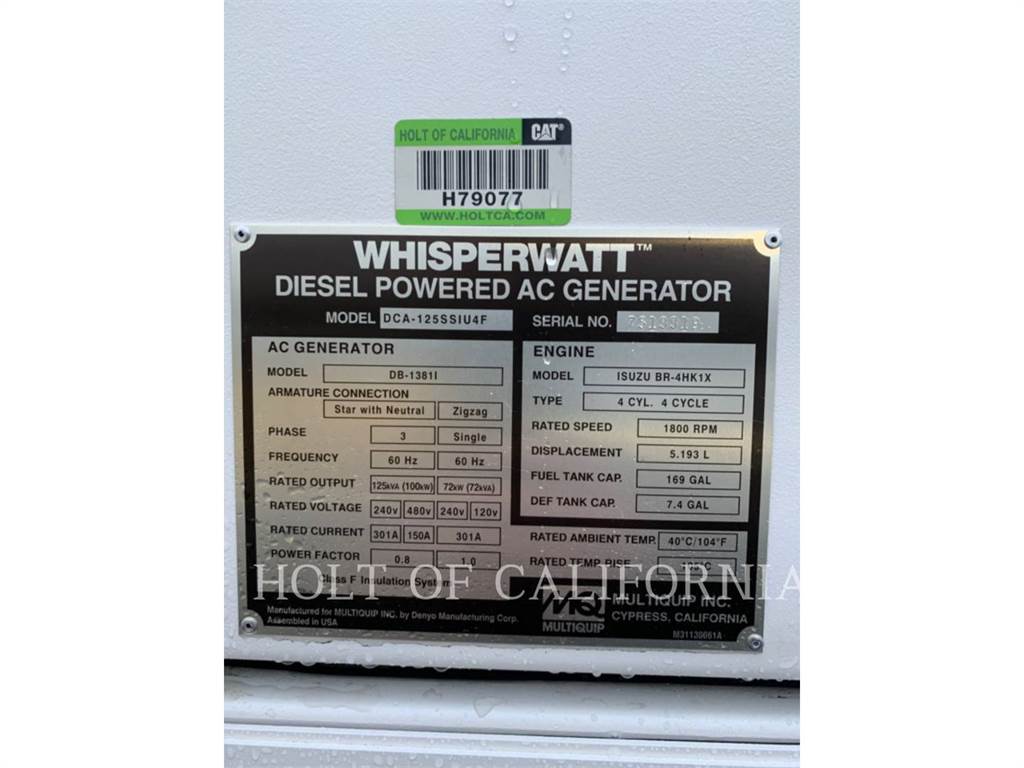 HOLT OF CALIFORNIA CAT®
H79077
WWW.HOLTCA.COM
WHISPERWATT™
DIESEL POWERED AC GENERATOR
MODEL DCA-125SSIU4F SERIAL NO.
AC GENERATOR
MODEL DB-1381I
ARMATURE CONNECTION
Star with Neutral Zigzag
PHASE 3 Single
FREQUENCY 60 Hz 60 Hz
RATED OUTPUT 125kVA (100kW) 72kW (72kVA)
RATED VOLTAGE 240V 480V 240V 120V
RATED CURRENT 301A 150A 301A
POWER FACTOR 0.8 1.0
Class F Insulation System
ENGINE
MODEL ISUZU BR-4HK1X
TYPE 4 CYL. 4 CYCLE
RATED SPEED 1800 RPM
DISPLACEMENT 5.193 L
FUEL TANK CAP. 169 GAL
DEF TANK CAP. 7.4 GAL
RATED AMBIENT TEMP. 40°C/104°F
RATED TEMP RISE
HOLT OF CALIFORNIA
Manufactured for MULTIQUIP INC. by Denyo Manufacturing Corp.
Assembled in USA
MQ
MULTIQUIP
MULTIQUIP INC.
CYPRESS, CALIFORNIA
M31130061A